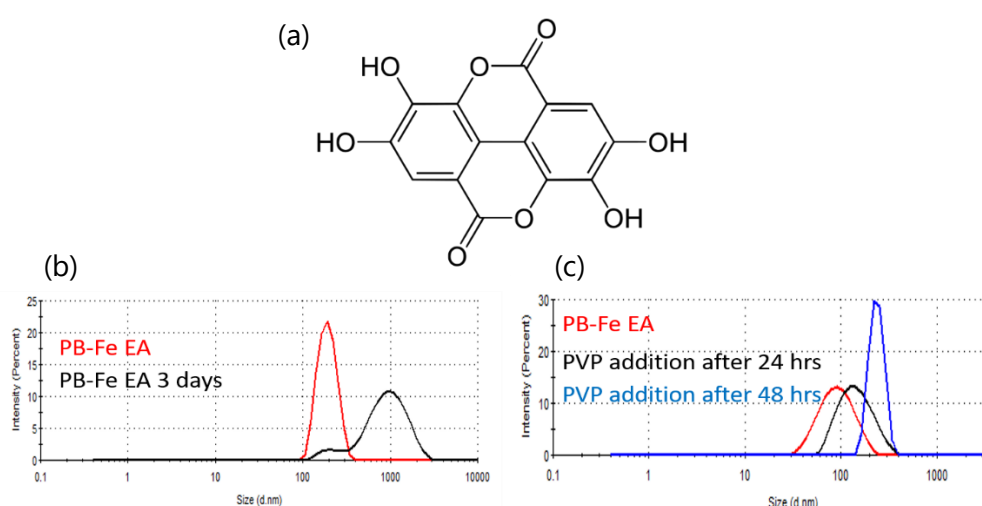 (a)
O
HO
O
HO
OH
O
OH
O
(b)
(c)
25
20
15
10
5
0
Intensity (Percent)
PB-Fe EA
PB-Fe EA 3 days
0.1 1 10 100 1000 10000
Size (d.nm)
30
20
10
0
Intensity (Percent)
PB-Fe EA
PVP addition after 24 hrs
PVP addition after 48 hrs
0.1 1 10 100 1000
Size (d.nm)